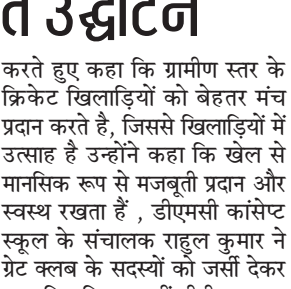 त उद्घाटन
करते हुए कहा कि ग्रामीण स्तर के
क्रिकेट खिलाड़ियों को बेहतर मंच
प्रदान करते है, जिससे खिलाड़ियों में
उत्साह है उन्होंने कहा कि खेल से
मानसिक रूप से मजबूती प्रदान और
स्वस्थ रखता हैं , डीएमसी कांसेप्ट
स्कूल के संचालक राहुल कुमार ने
ग्रेट क्लब के सदस्यों को जर्सी देकर